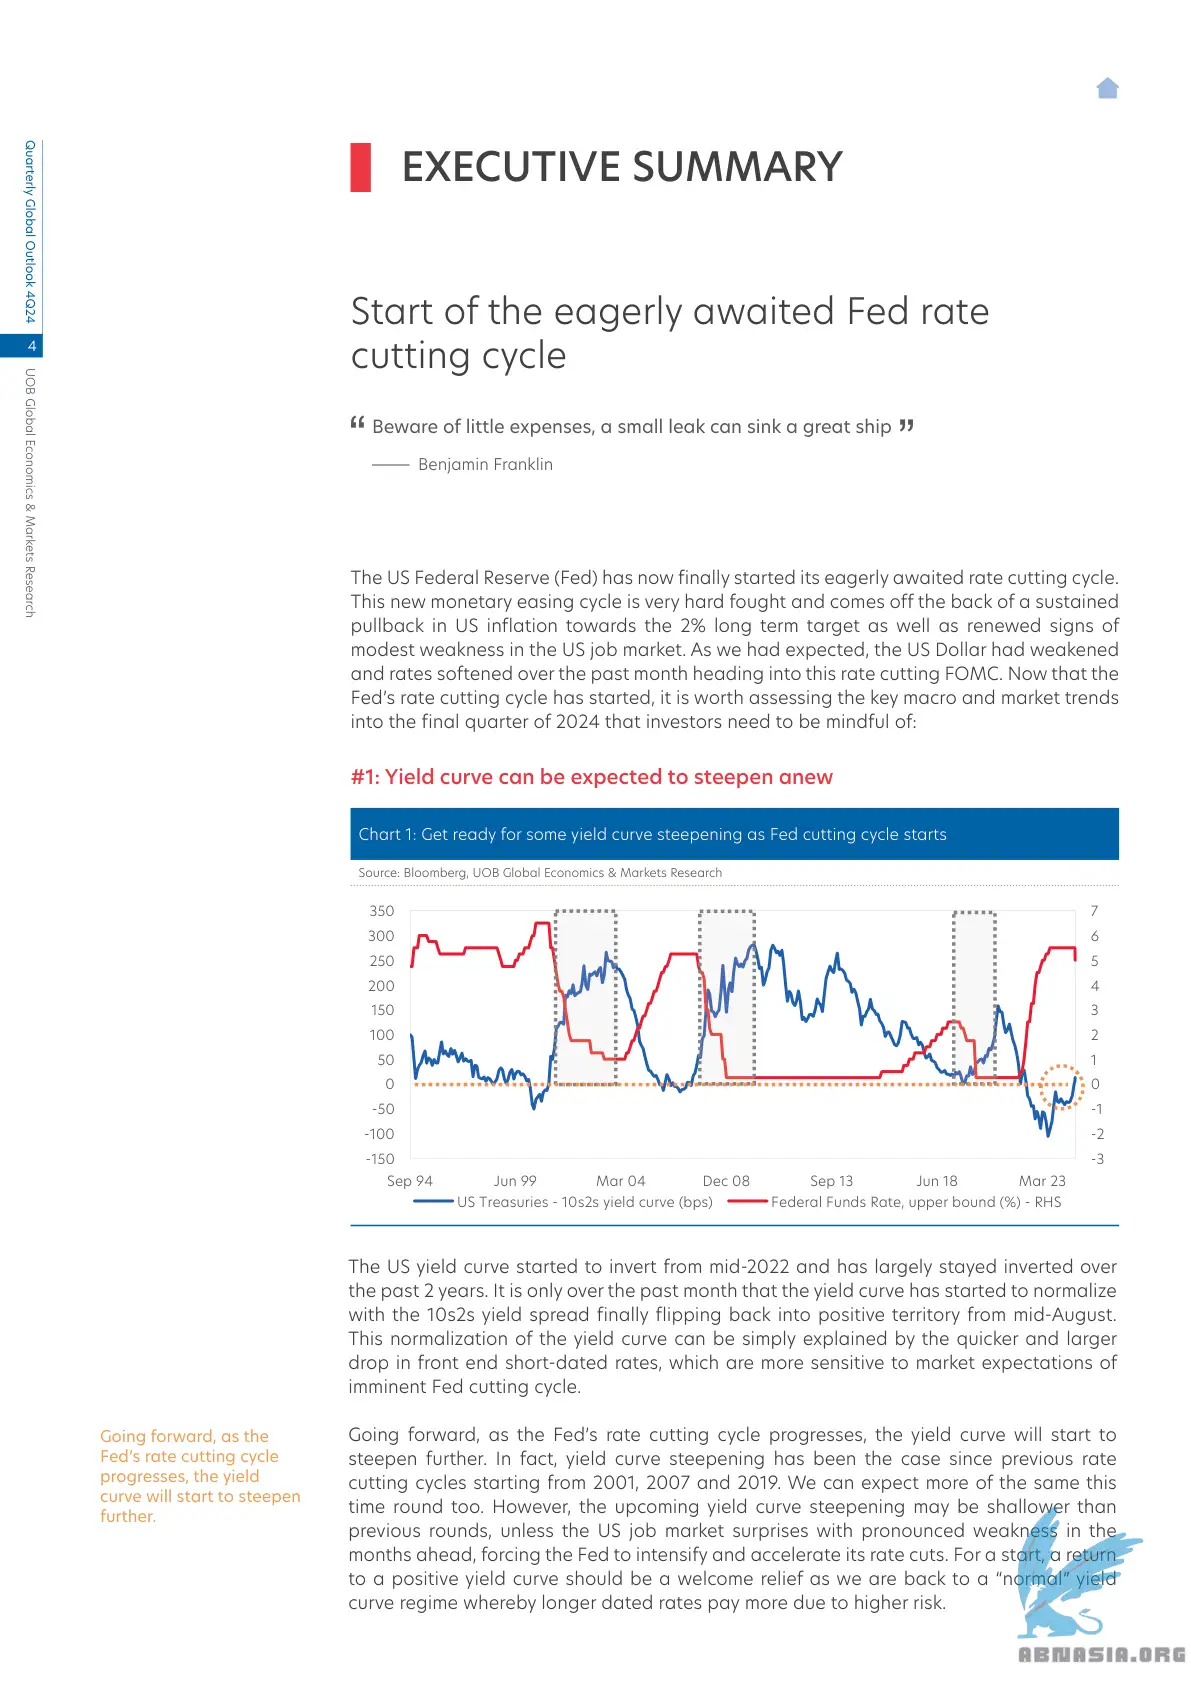 Quarterly Global Outlook 4Q24
4
UOB Global Economics & Markets Research
EXECUTIVE SUMMARY
Start of the eagerly awaited Fed rate
cutting cycle
“ Beware of little expenses, a small leak can sink a great ship ”
—— Benjamin Franklin
The US Federal Reserve (Fed) has now finally started its eagerly awaited rate cutting cycle.
This new monetary easing cycle is very hard fought and comes off the back of a sustained
pullback in US inflation towards the 2% long term target as well as renewed signs of
modest weakness in the US job market. As we had expected, the US Dollar had weakened
and rates softened over the past month heading into this rate cutting FOMC. Now that the
Fed’s rate cutting cycle has started, it is worth assessing the key macro and market trends
into the final quarter of 2024 that investors need to be mindful of:
#1: Yield curve can be expected to steepen anew
Chart 1: Get ready for some yield curve steepening as Fed cutting cycle starts
Source: Bloomberg, UOB Global Economics & Markets Research
350 7
300 6
250 5
200 4
150 3
100 2
50 1
0 0
-50 -1
-100 -2
-150 -3
Sep 94 Jun 99 Mar 04 Dec 08 Sep 13 Jun 18 Mar 23
US Treasuries - 10s2s yield curve (bps) Federal Funds Rate, upper bound (%) - RHS
The US yield curve started to invert from mid-2022 and has largely stayed inverted over
the past 2 years. It is only over the past month that the yield curve has started to normalize
with the 10s2s yield spread finally flipping back into positive territory from mid-August.
This normalization of the yield curve can be simply explained by the quicker and larger
drop in front end short-dated rates, which are more sensitive to market expectations of
imminent Fed cutting cycle.
Going forward, as the
Fed’s rate cutting cycle
progresses, the yield
curve will start to steepen
further.
Going forward, as the Fed’s rate cutting cycle progresses, the yield curve will start to
steepen further. In fact, yield curve steepening has been the case since previous rate
cutting cycles starting from 2001, 2007 and 2019. We can expect more of the same this
time round too. However, the upcoming yield curve steepening may be shallower than
previous rounds, unless the US job market surprises with pronounced weakness in the
months ahead, forcing the Fed to intensify and accelerate its rate cuts. For a start, a return
to a positive yield curve should be a welcome relief as we are back to a “normal” yield
curve regime whereby longer dated rates pay more due to higher risk.
ABNASIA.ORG